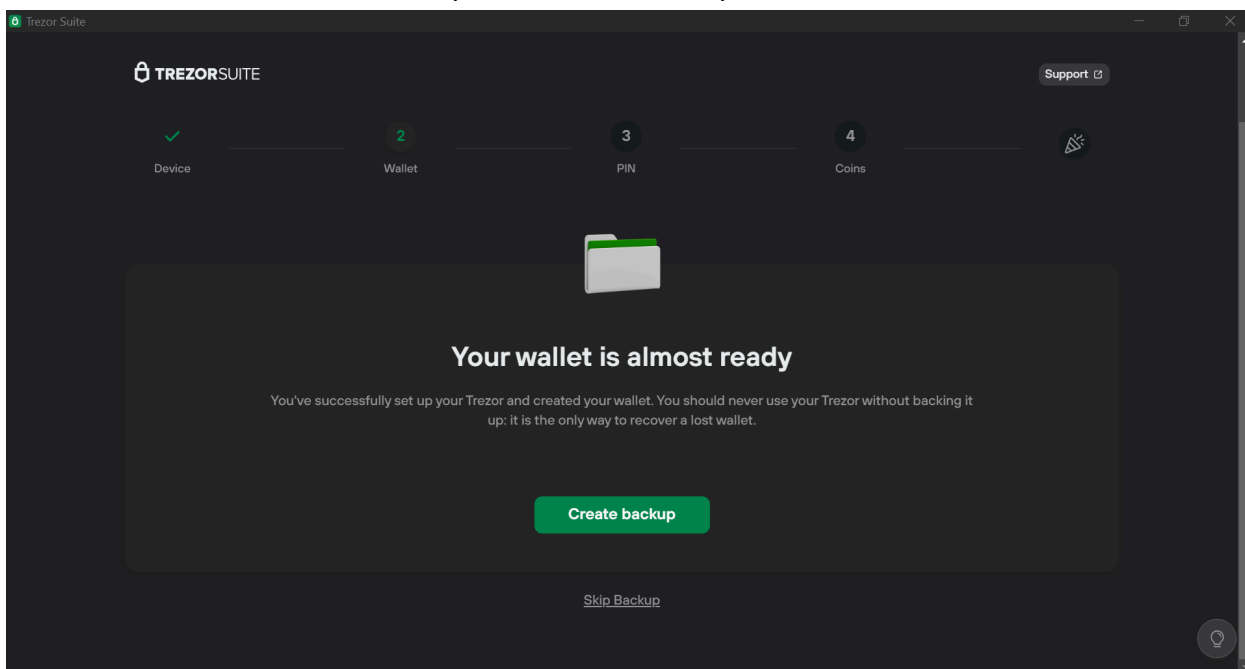 Trezor Suite
TREZORSUITE
Support
2
3
4
Device
Wallet
PIN
Coins
Your wallet is almost ready
You've successfully set up your Trezor and created your wallet. You should never use your Trezor without backing it
up: it is the only way to recover a lost wallet.
Create backup
Skip Backup